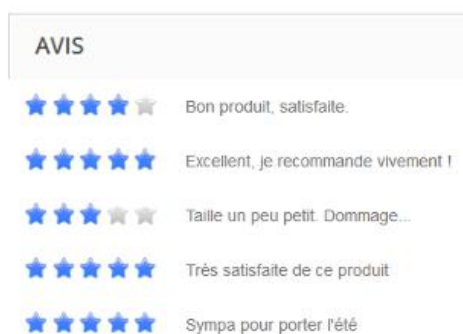 AVIS
Bon produit, satisfaite.
Excellent, je recommande vivement !
Taille un peu petit. Dommage...
Très satisfaite de ce produit
Sympa pour porter l'été